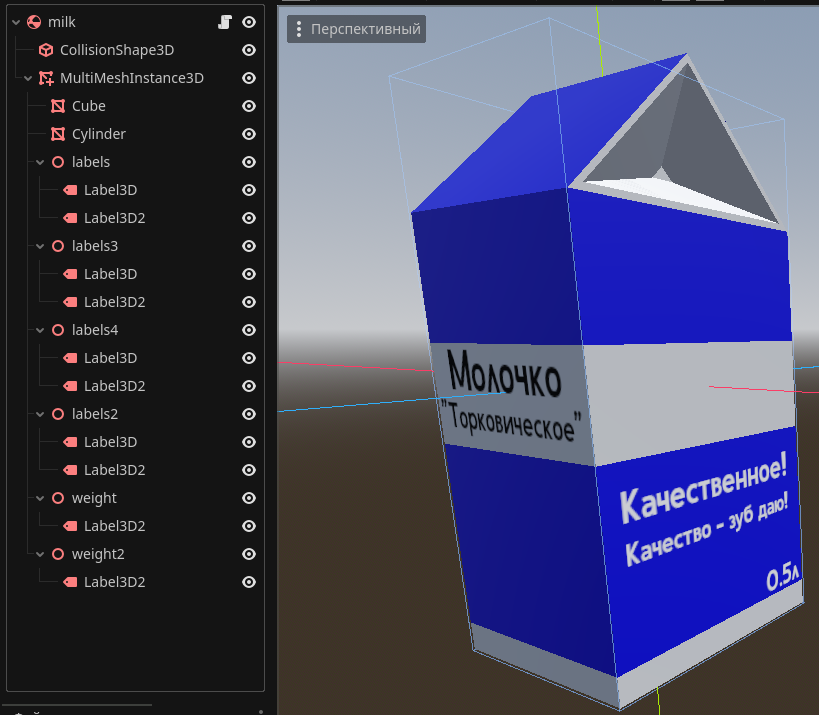 milk
CollisionShape3D
MultiMeshInstance3D
Cube
Cylinder
labels
Label3D
Label3D2
labels3
Label3D
Label3D2
labels4
Label3D
Label3D2
labels2
Label3D
Label3D2
weight
Label3D2
weight2
Label3D2
Перспективный
Молочко
"Торковическое"
Качественное!
Качество - зуб даю!
0.5л